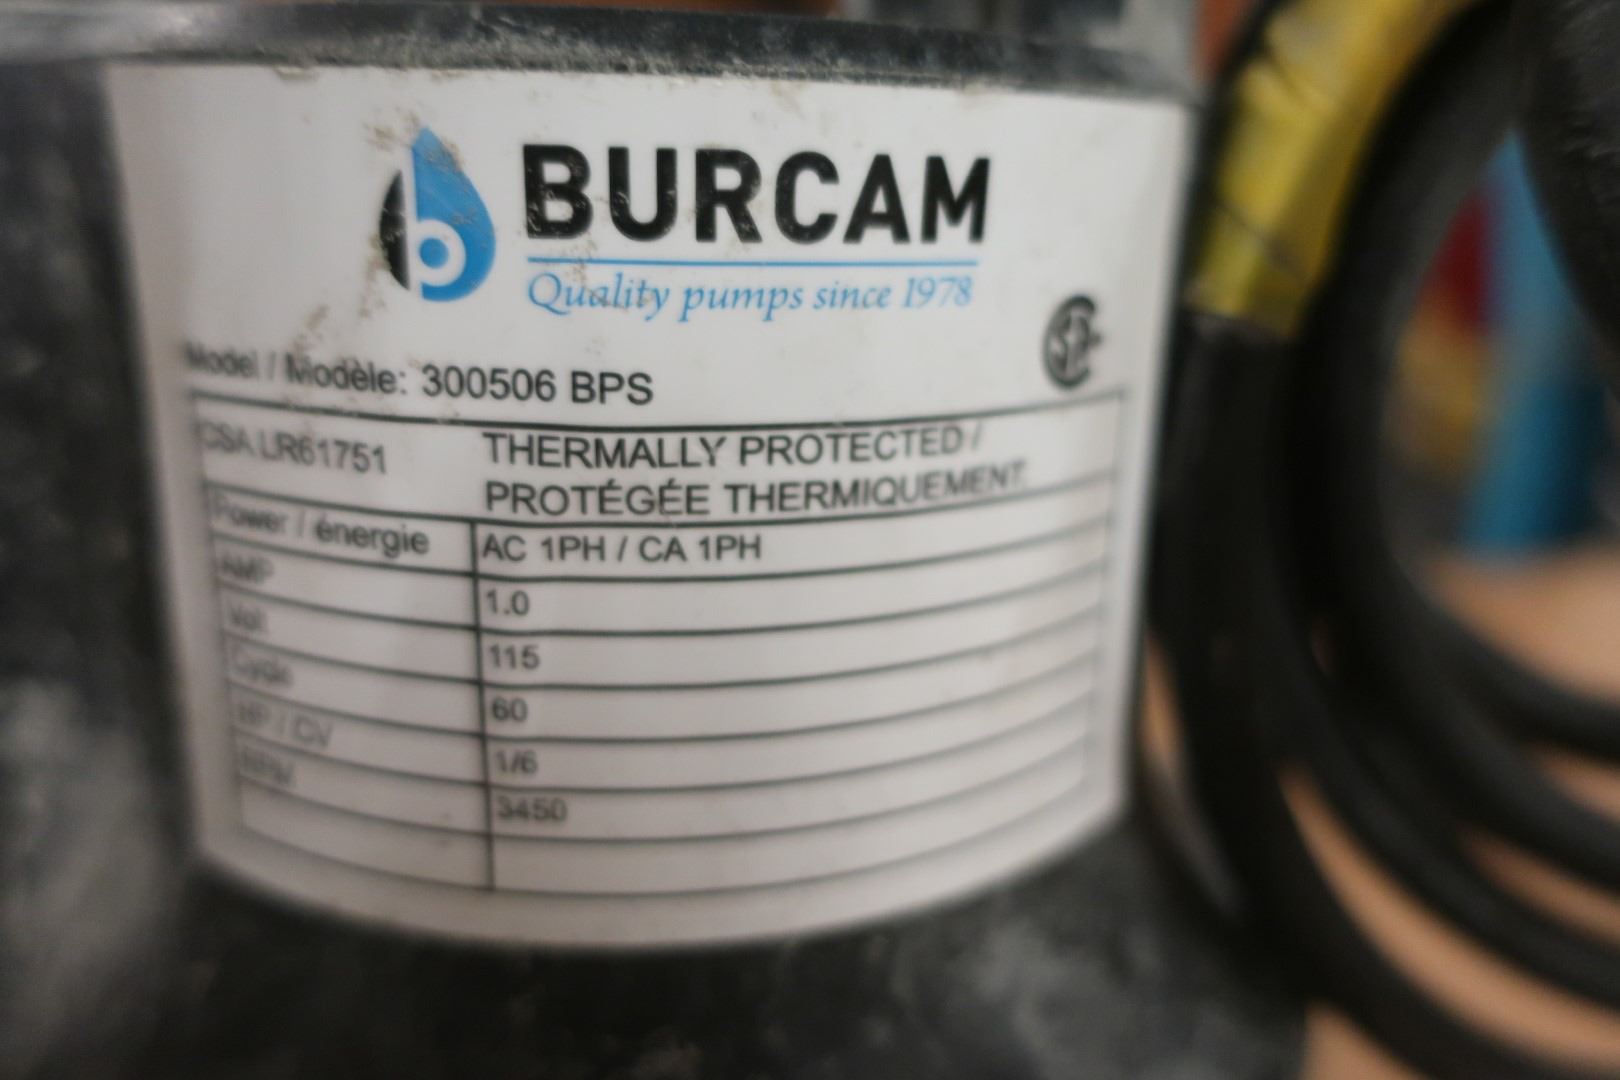 BURCAM
Quality pumps since 1978
Model / Modèle: 300506 BPS
CSA LR61751
THERMALLY PROTECTED /
PROTÉGÉE THERMIQUEMENT
Power / énergie AC 1PH / CA 1PH
AMP 1.0
Volt 115
Cycle 60
HP / CV 1/6
RPM 3450